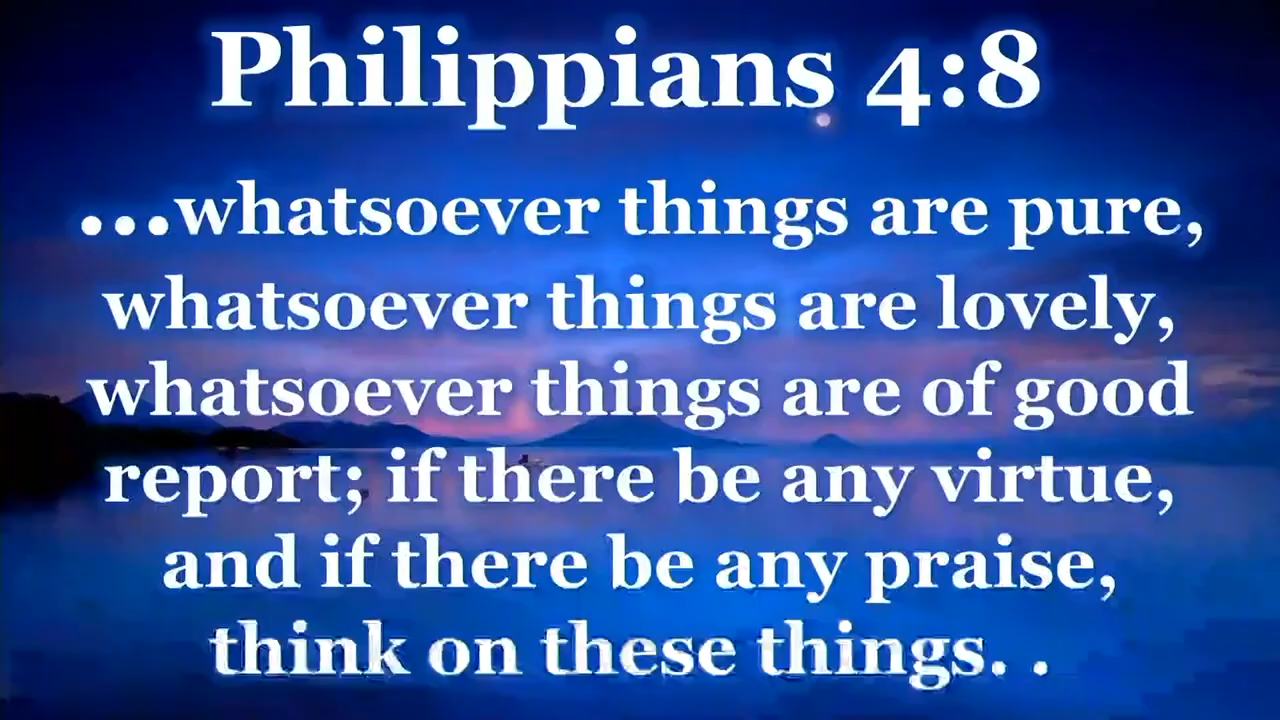 Philippians 4:8
...whatsoever things are pure,
whatsoever things are lovely,
whatsoever things are of good
report; if there be any virtue,
and if there be any praise,
think on these things. .